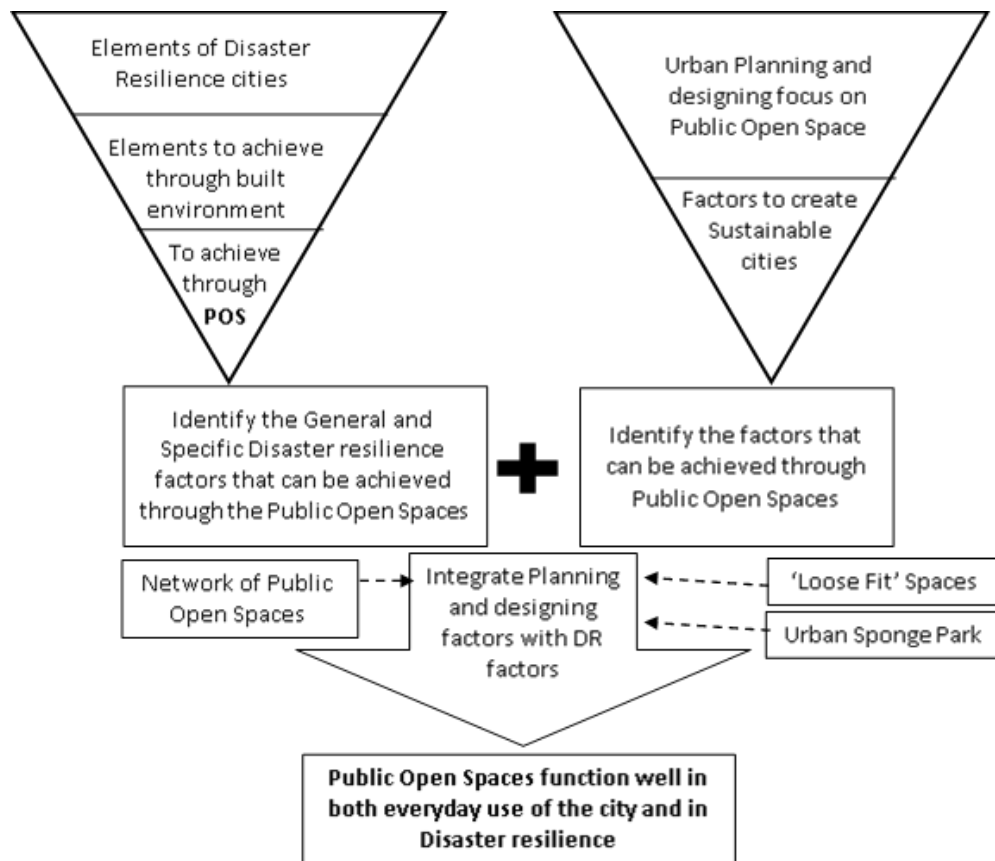 Elements of Disaster
Resilience cities
Elements to achieve
through built
environment
To achieve
through
POS
Urban Planning and
designing focus on
Public Open Space
Factors to create
Sustainable
cities
Identify the General and
Specific Disaster resilience
factors that can be achieved
through the Public Open Spaces
Identify the factors that
can be achieved through
Public Open Spaces
Network of Public
Open Spaces
Integrate Planning
and designing
factors with DR
factors
‘Loose Fit’ Spaces
Urban Sponge Park
Public Open Spaces function well in
both everyday use of the city and in
Disaster resilience